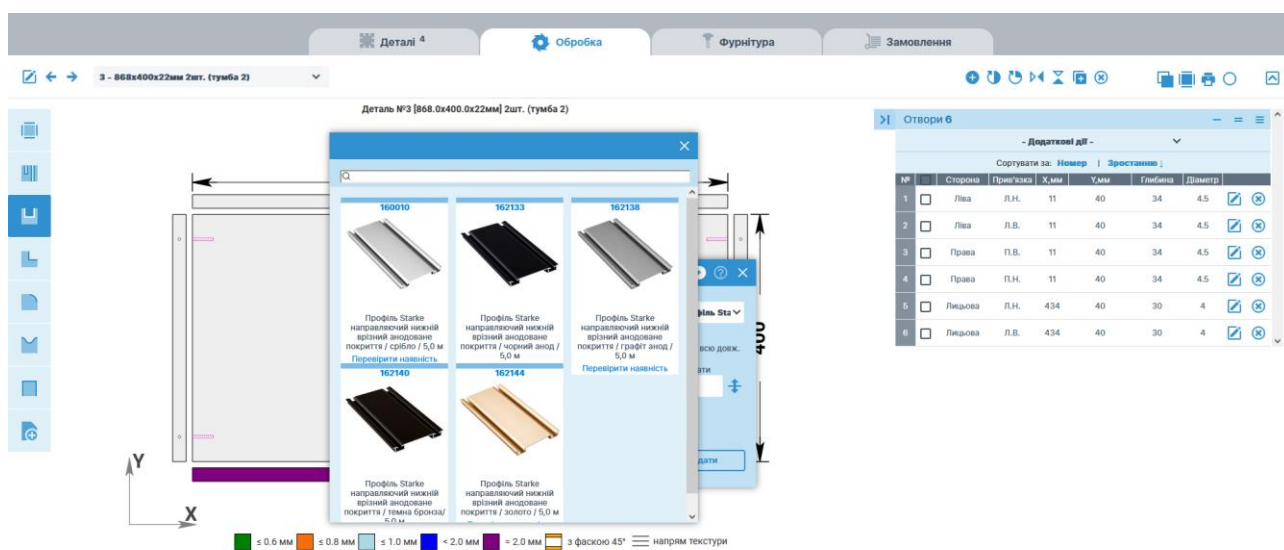 Деталі 4
Обробка
Фурнітура
Замовлення
3 - 868x400x22мм 2шт. (тумба 2)
Деталь №3 [868.0x400.0x22мм] 2шт. (тумба 2)
160010
Профіль Starke
направляючий нижній
врізний анодоване
покриття / срібло / 5,0 м
Перевірити наявність
162133
Профіль Starke
направляючий нижній
врізний анодоване
покриття / чорний анод /
5,0 м
162138
Профіль Starke
направляючий нижній
врізний анодоване
покриття / графіт анод /
5,0 м
Перевірити наявність
162140
Профіль Starke
направляючий нижній
врізний анодоване
покриття / темна бронза/
5,0 м
162144
Профіль Starke
направляючий нижній
врізний анодоване
покриття / золото / 5,0 м
філь Sta
всю довж.
ати
дати
400
Y
X
≤ 0.6 мм
≤ 0.8 мм
≤ 1.0 мм
< 2.0 мм
= 2.0 мм
з фаскою 45°
напрям текстури
Отвори 6
- Додаткові дії -
Сортувати за: Номер | Зростанню ↓
№ Сторона Прив'язка X,мм Y,мм Глибина Діаметр
1 Ліва Л.Н. 11 40 34 4.5
2 Ліва Л.В. 11 40 34 4.5
3 Права П.В. 11 40 34 4.5
4 Права П.Н. 11 40 34 4.5
5 Лицьова Л.Н. 434 40 30 4
6 Лицьова Л.В. 434 40 30 4